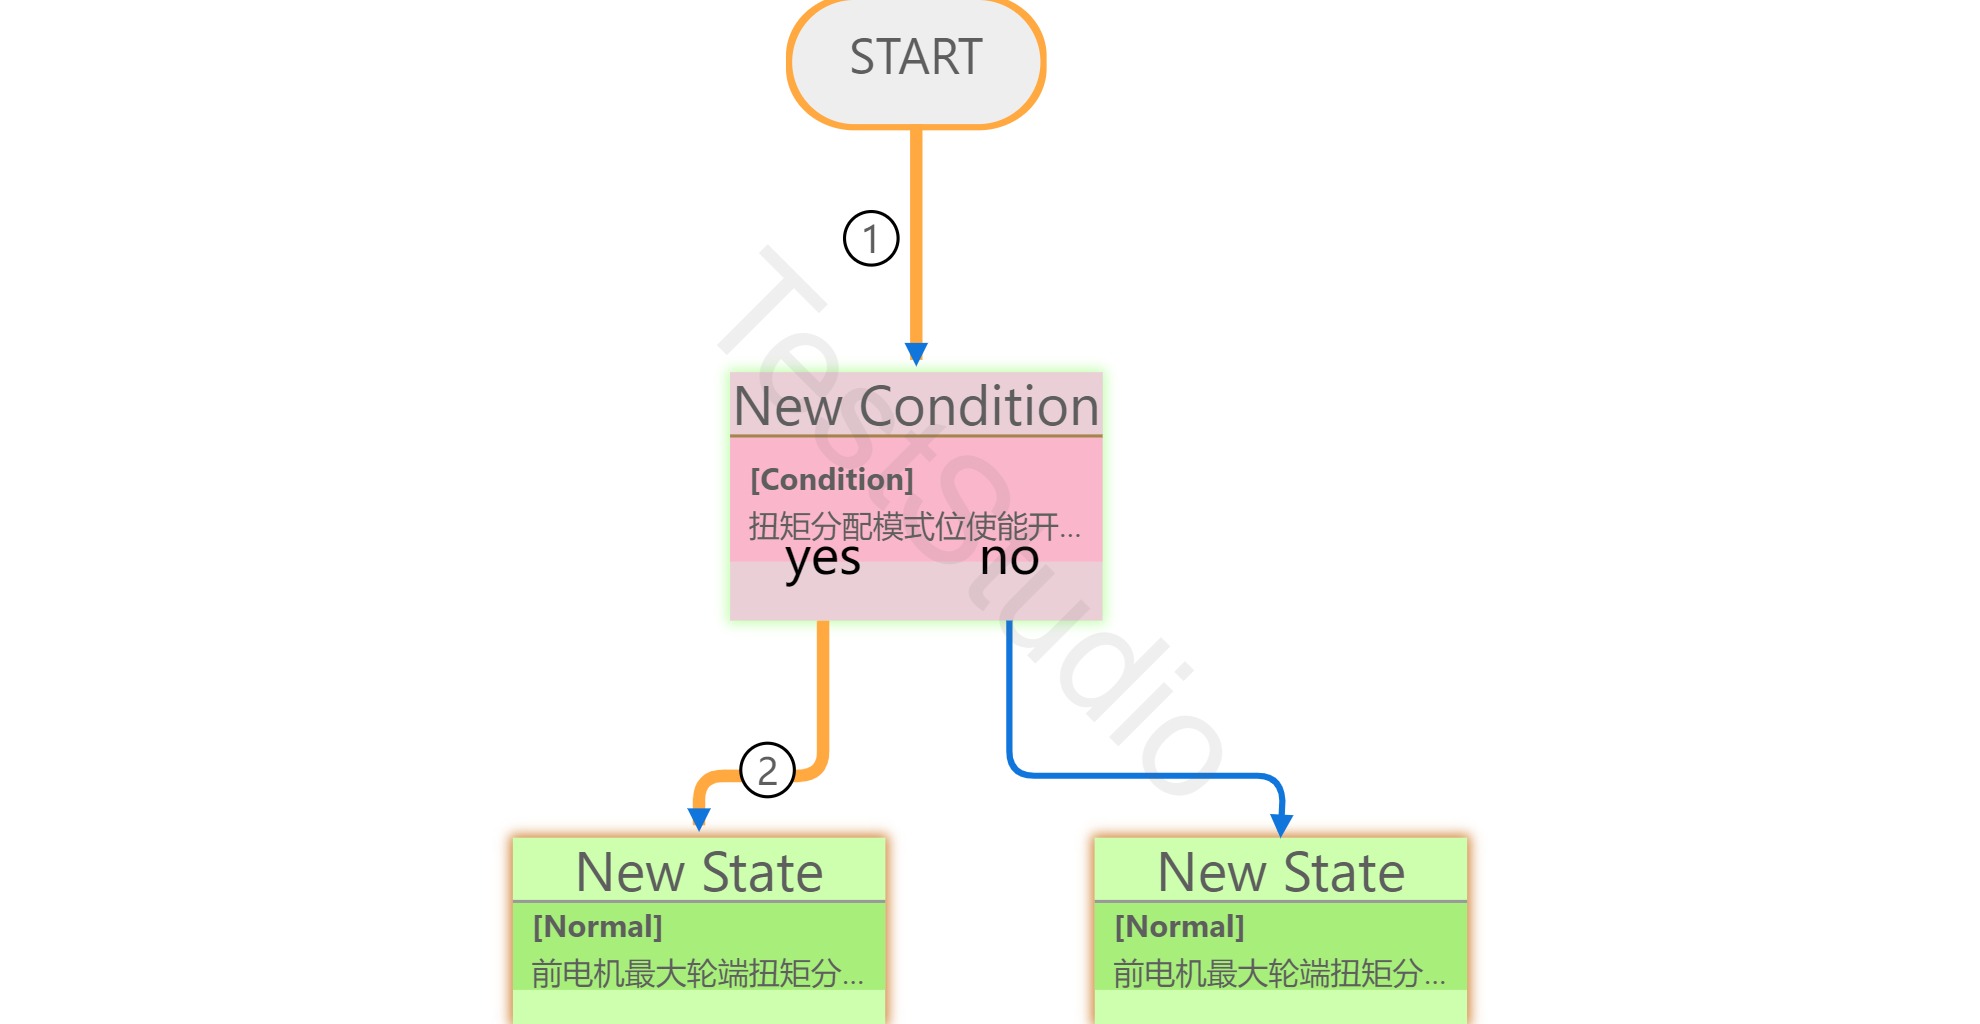 START
1
New Condition
[Condition]
扭矩分配模式位使能开...
yes no
2
New State
[Normal]
前电机最大轮端扭矩分...
New State
[Normal]
前电机最大轮端扭矩分...
TestStudio